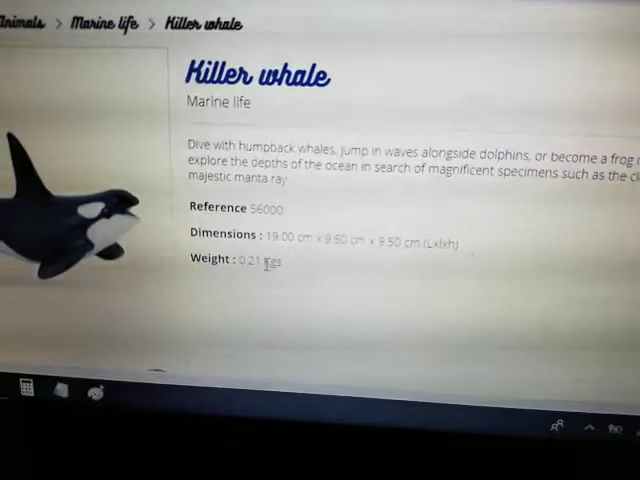 Animals > Marine life > Killer whale
Killer whale
Marine life
Dive with humpback whales, jump in waves alongside dolphins, or become a frog
explore the depths of the ocean in search of magnificent specimens such as the
majestic manta ray
Reference 56000
Dimensions : 19.00 cm x 9.50 cm x 9.50 cm (Lxlxh)
Weight : 0.21 kgs